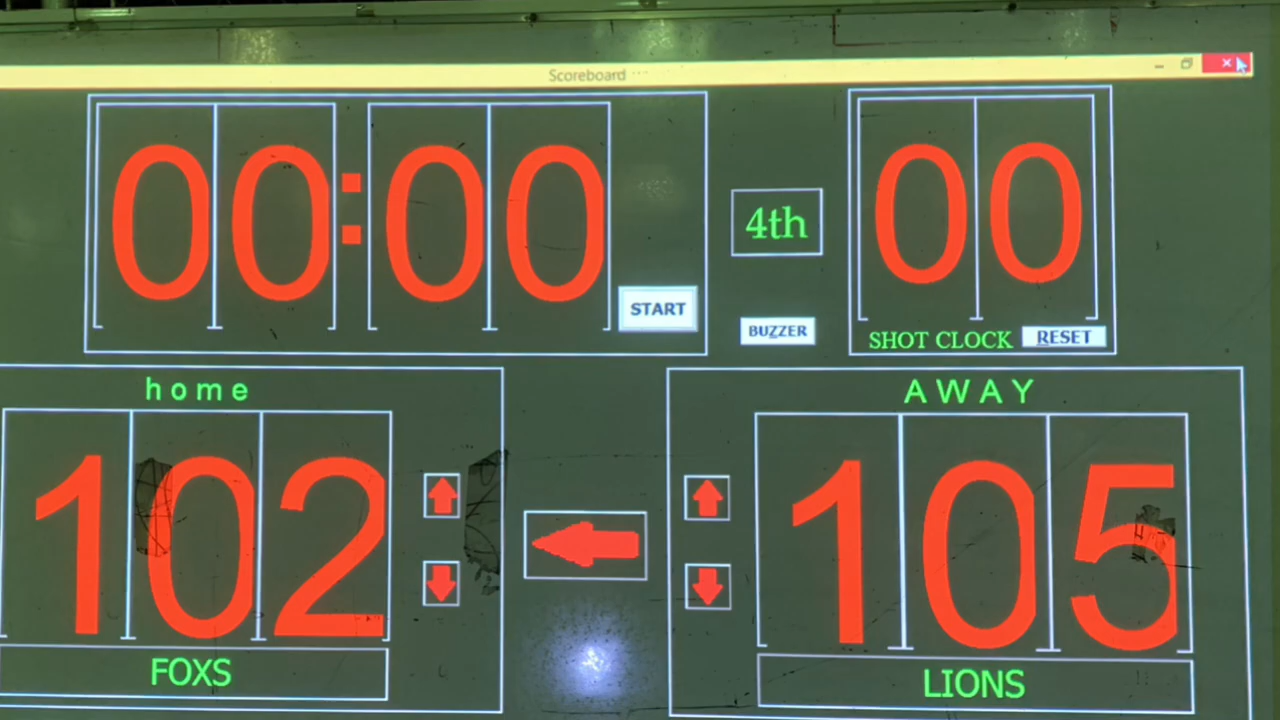 Scoreboard
00:00
4th
00
START
BUZZER
SHOT CLOCK RESET
home
AWAY
102
105
FOXS
LIONS